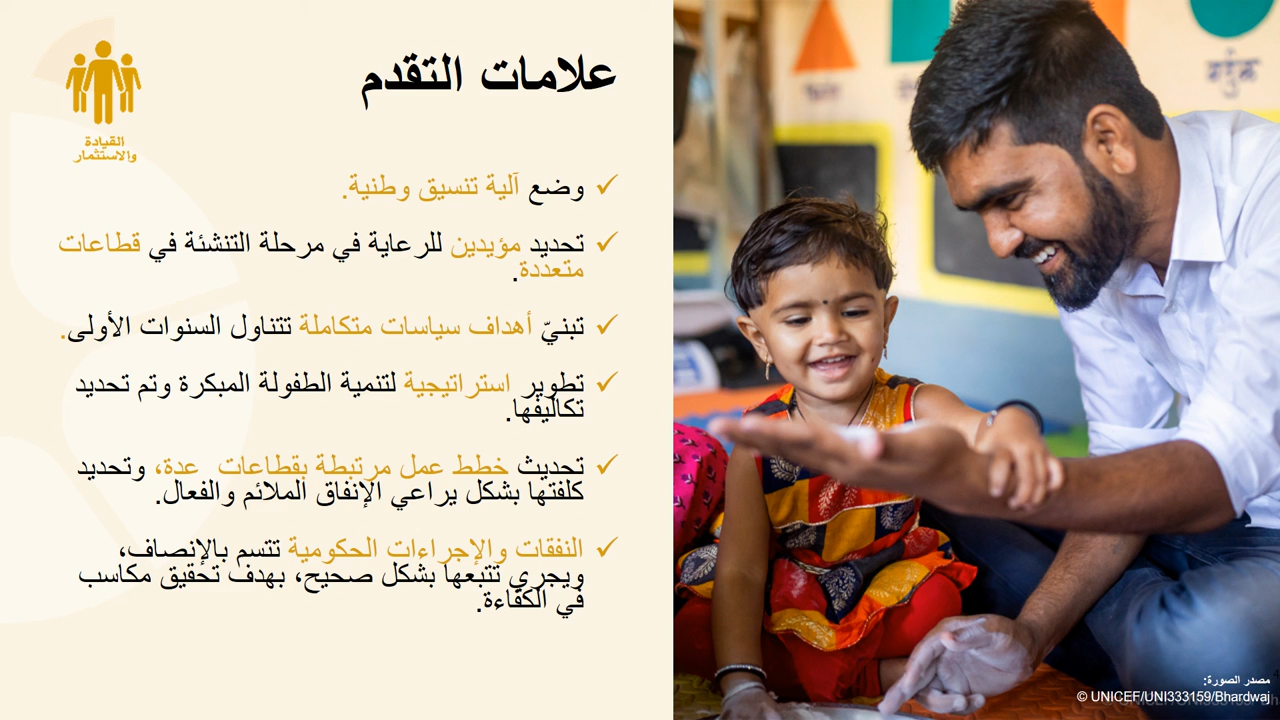 علامات التقدم
القيادة
والاستثمار
وضع آلية تنسيق وطنية.
تحديد مؤيدين للرعاية في مرحلة التنشئة في قطاعات
متعددة.
تبنيّ أهداف سياسات متكاملة تتناول السنوات الأولى.
تطوير استراتيجية لتنمية الطفولة المبكرة وتم تحديد
تكاليفها.
تحديث خطط عمل مرتبطة بقطاعات عدة، وتحديد
كلفتها بشكل يراعي الإنفاق الملائم والفعال.
النفقات والإجراءات الحكومية تتسم بالإنصاف،
ويجري تتبعها بشكل صحيح، بهدف تحقيق مكاسب
في الكفاءة.
مصدر الصورة:
© UNICEF/UNI333159/Bhardwaj